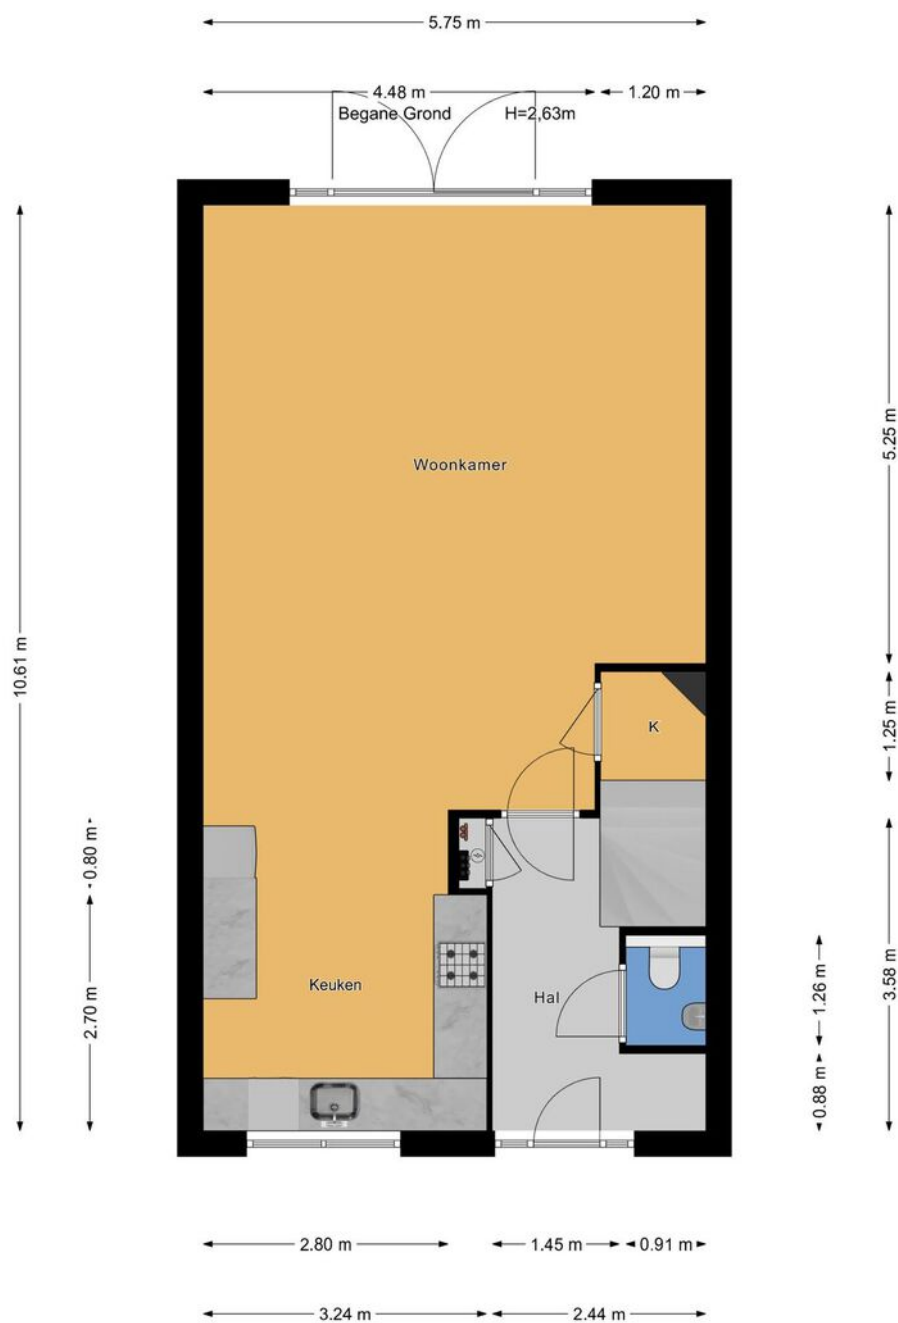 5.75 m
4.48 m
1.20 m
Begane Grond
H=2,63m
5.25 m
Woonkamer
10.61 m
K
1.25 m
0.80 m
Keuken
Hal
2.70 m
1.26 m
3.58 m
0.88 m
2.80 m
1.45 m
0.91 m
3.24 m
2.44 m